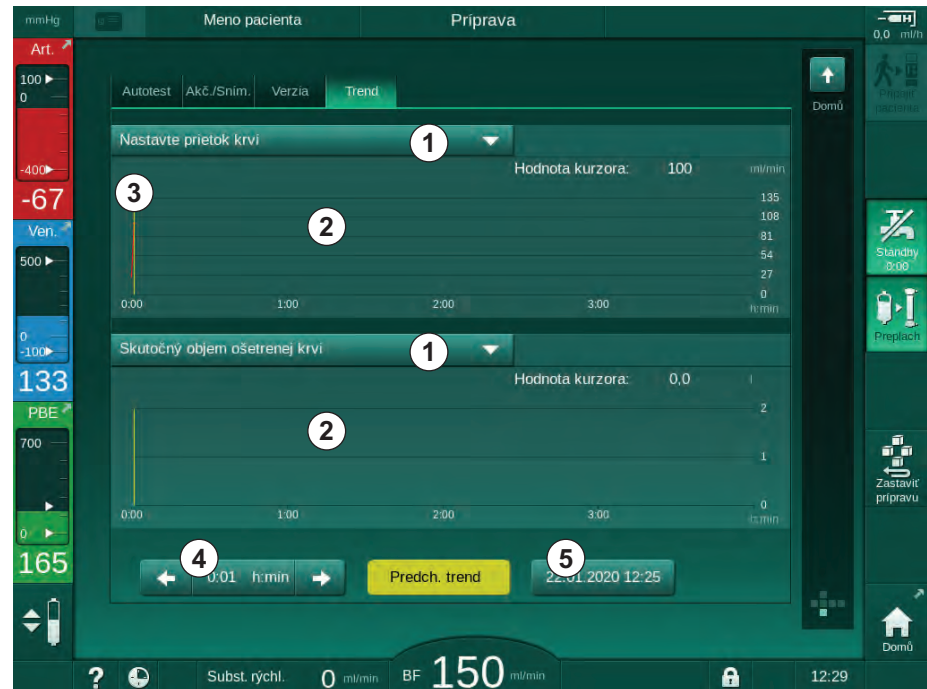 mmHg
Meno pacienta
Príprava
0,0 ml/h
Art.
100
0
-400
-67
Ven.
500
0
-100
133
PBE
700
0
165
Autotest Akč./Sním. Verzia Trend
Nastavte prietok krvi
1
Hodnota kurzora: 100 ml/min
3
2
135
108
81
54
27
0
0:00 1:00 2:00 3:00 h:min
Skutočný objem ošetrenej krvi
1
Hodnota kurzora: 0,0 l
2
2
1
0
0:00 1:00 2:00 3:00 h:min
4
5
0:01 h:min
Predch. trend
22.01.2020 12:25
Domů
Pripojiť
pacienta
Standby
0:00
Preplach
Zastaviť
prípravu
Domů
? Subst. rýchl. 0 ml/min BF 150 ml/min 12:29